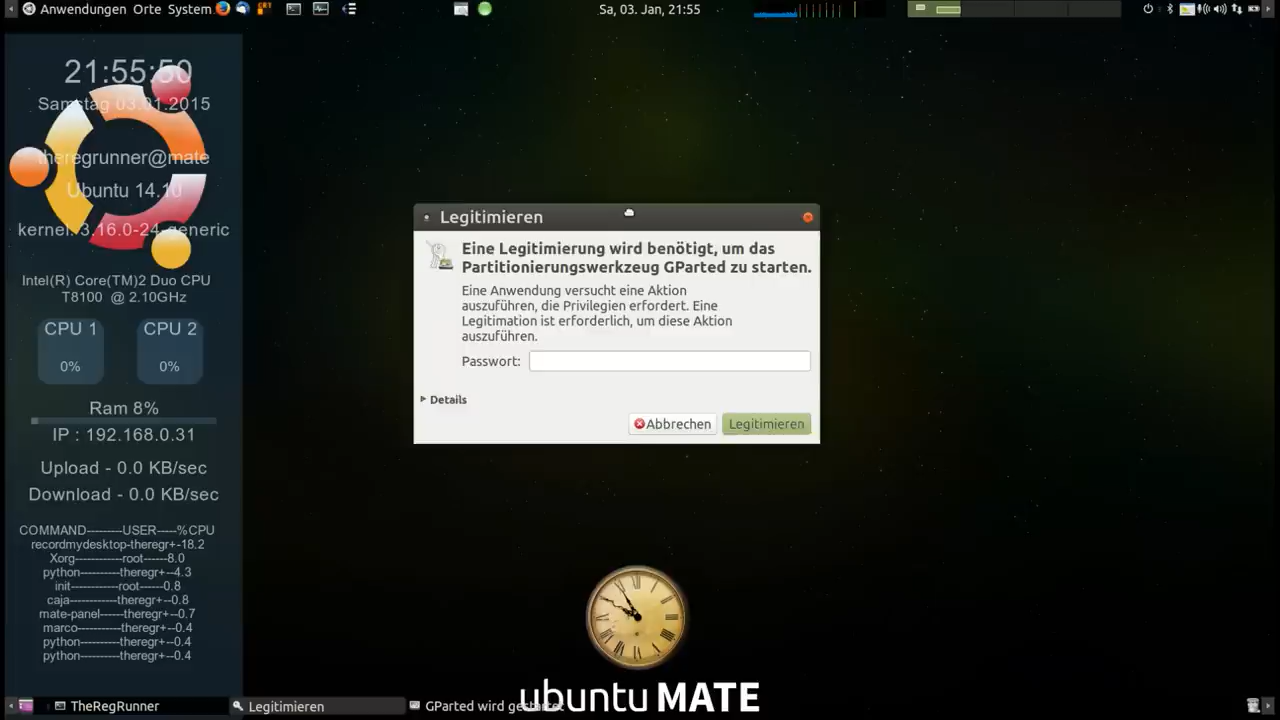 Anwendungen Orte System
Sa, 03. Jan, 21:55
21:55:50
Samstag 03.01.2015
theregrunner@mate
Ubuntu 14.10
kernel: 3.16.0-24-generic
Intel(R) Core(TM)2 Duo CPU
T8100 @ 2.10GHz
CPU 1
CPU 2
0%
0%
Ram 8%
IP : 192.168.0.31
Upload - 0.0 KB/sec
Download - 0.0 KB/sec
COMMAND---------USER-----%CPU
recordmydesktop-theregr+-18.2
Xorg------------root------8.0
python----------theregr+--4.3
init------------root------0.8
caja------------theregr+--0.8
mate-panel------theregr+--0.7
marco-----------theregr+--0.4
python----------theregr+--0.4
python----------theregr+--0.4
Legitimieren
Eine Legitimierung wird benötigt, um das
Partitionierungswerkzeug GParted zu starten.
Eine Anwendung versucht eine Aktion
auszuführen, die Privilegien erfordert. Eine
Legitimation ist erforderlich, um diese Aktion
auszuführen.
Passwort:
Details
Abbrechen
Legitimieren
ubuntu MATE
TheRegRunner
Legitimieren
GParted wird